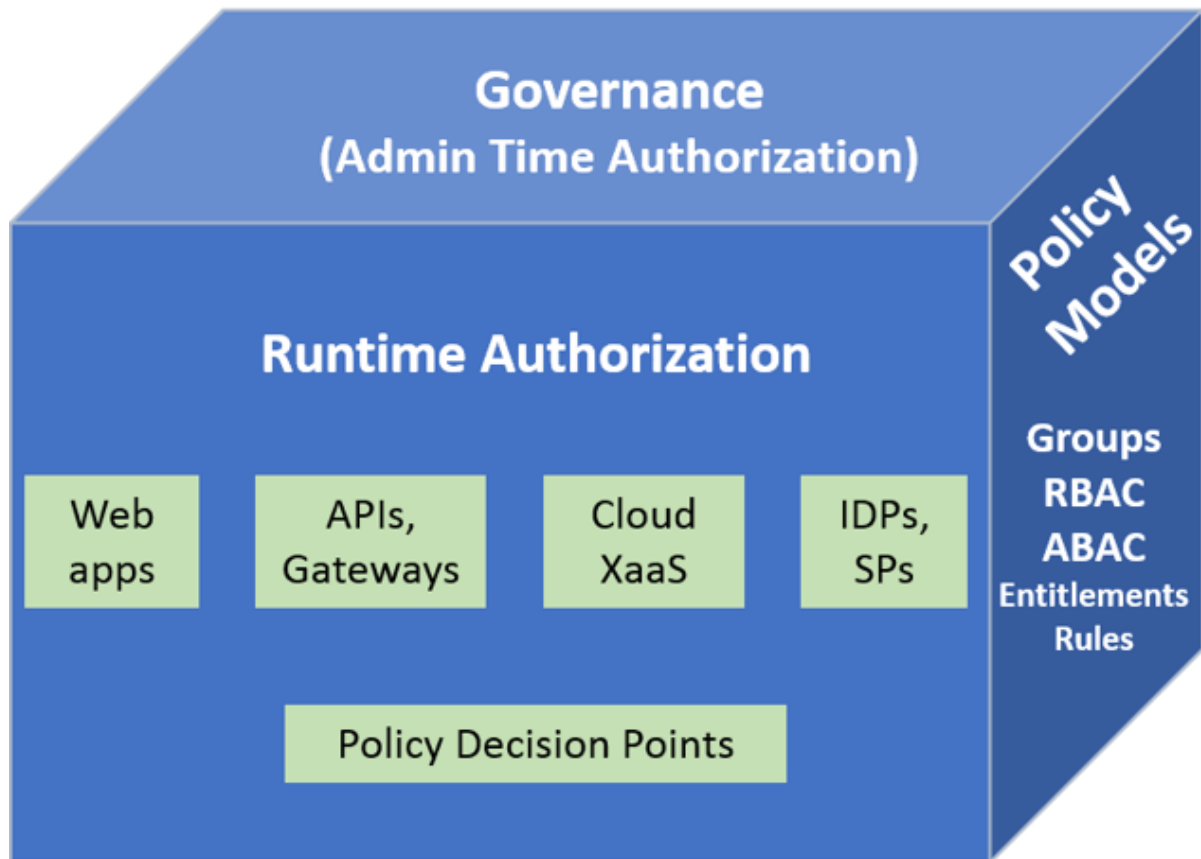 Governance
(Admin Time Authorization)
Policy
Models
Runtime Authorization
Groups
RBAC
ABAC
Entitlements
Rules
Web
apps
APIs,
Gateways
Cloud
XaaS
IDPs,
SPs
Policy Decision Points